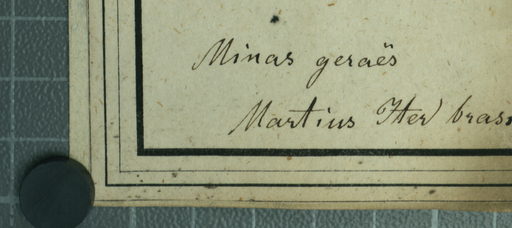 Minas geraës
Martius Iter bras